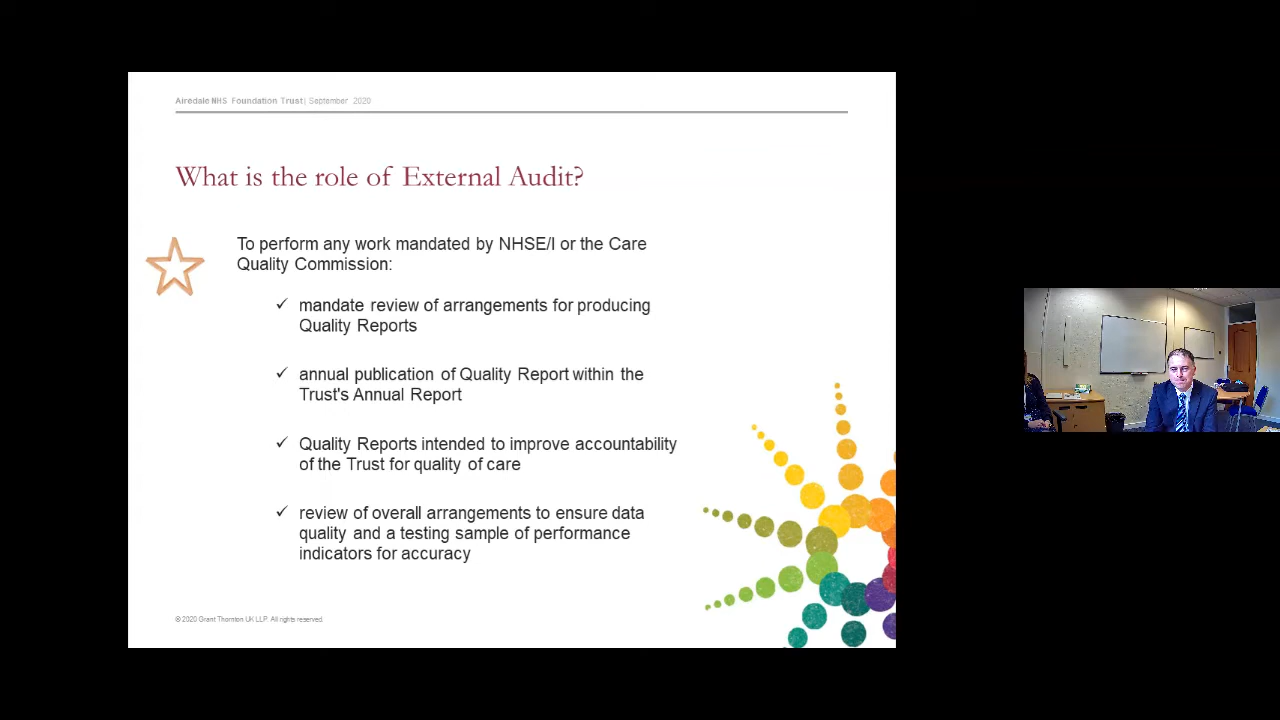 Airedale NHS Foundation Trust | September 2020
What is the role of External Audit?
To perform any work mandated by NHSE/I or the Care
Quality Commission:
✓ mandate review of arrangements for producing
Quality Reports
✓ annual publication of Quality Report within the
Trust's Annual Report
✓ Quality Reports intended to improve accountability
of the Trust for quality of care
✓ review of overall arrangements to ensure data
quality and a testing sample of performance
indicators for accuracy
© 2020 Grant Thornton UK LLP. All rights reserved.